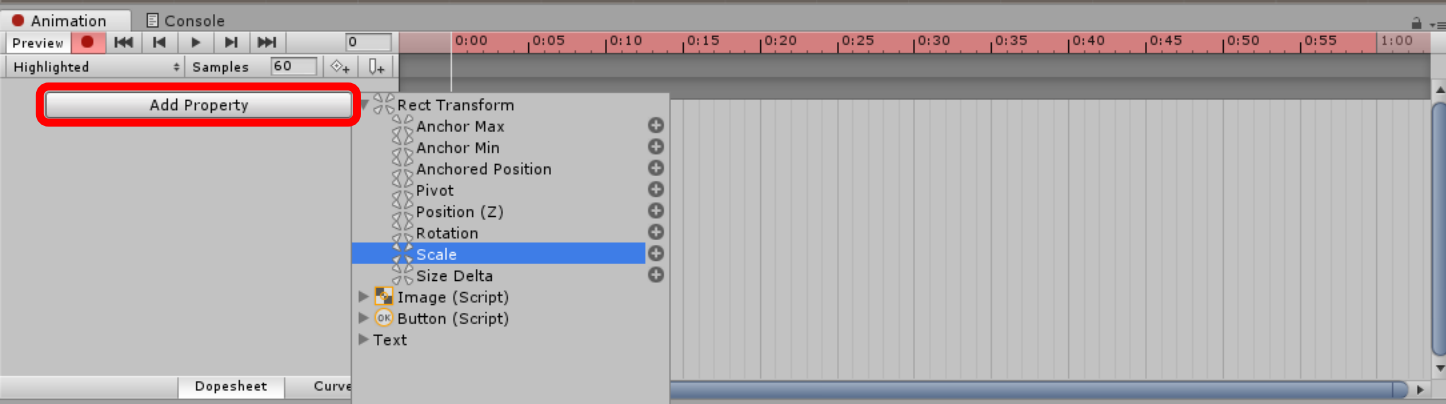 Animation Console
Preview 0 0:00 0:05 0:10 0:15 0:20 0:25 0:30 0:35 0:40 0:45 0:50 0:55 1:00
Highlighted Samples 60
Add Property
Rect Transform
Anchor Max
Anchor Min
Anchored Position
Pivot
Position (Z)
Rotation
Scale
Size Delta
Image (Script)
OK Button (Script)
Text
Dopesheet Curve